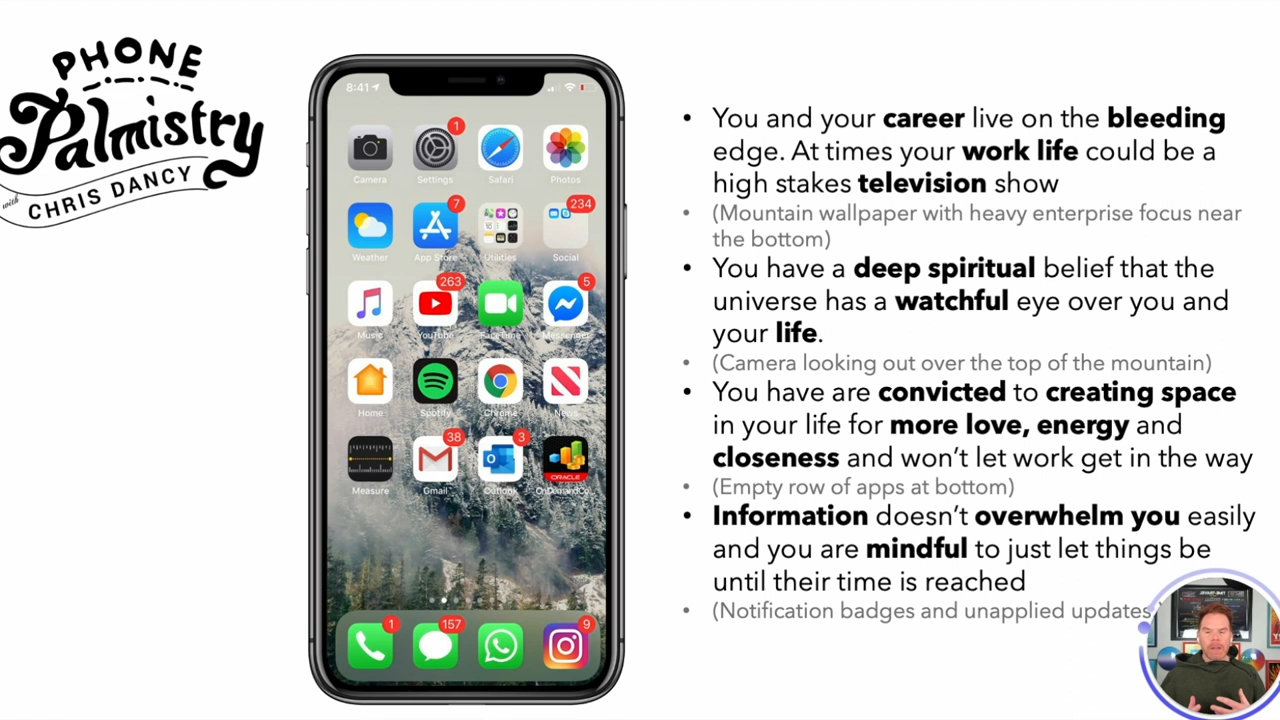 PHONE
Palmistry
with CHRIS DANCY
8:41
1
Camera
Settings
Safari
Photos
7
234
Weather
App Store
Utilities
Social
263
5
Music
YouTube
FaceTime
Messenger
Home
Spotify
Chrome
News
38
3
ORACLE
Measure
Gmail
Outlook
1
157
9
• You and your career live on the bleeding
edge. At times your work life could be a
high stakes television show
• (Mountain wallpaper with heavy enterprise focus near
the bottom)
• You have a deep spiritual belief that the
universe has a watchful eye over you and
your life.
• (Camera looking out over the top of the mountain)
• You have are convicted to creating space
in your life for more love, energy and
closeness and won't let work get in the way
• (Empty row of apps at bottom)
• Information doesn't overwhelm you easily
and you are mindful to just let things be
until their time is reached
• (Notification badges and unapplied updates